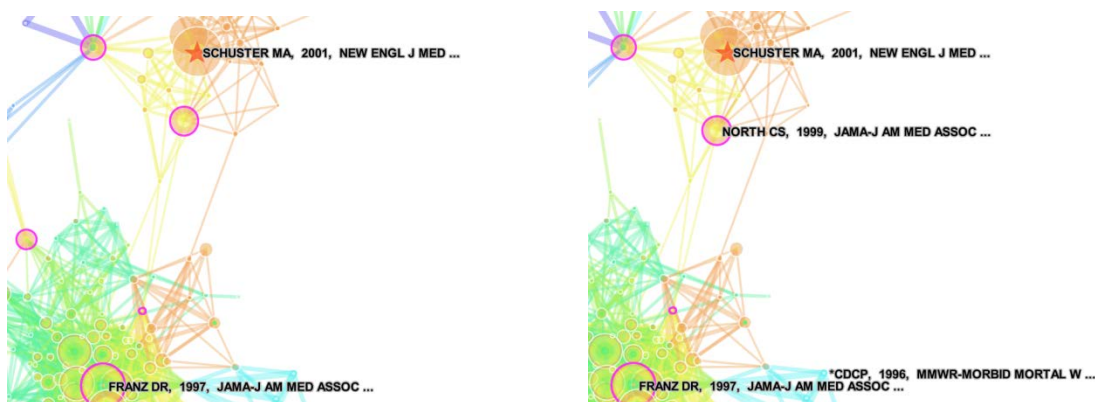 SCHUSTER MA, 2001, NEW ENGL J MED ...
FRANZ DR, 1997, JAMA-J AM MED ASSOC ...
SCHUSTER MA, 2001, NEW ENGL J MED ...
NORTH CS, 1999, JAMA-J AM MED ASSOC ...
*CDCP, 1996, MMWR-MORBID MORTAL W ...
FRANZ DR, 1997, JAMA-J AM MED ASSOC ...